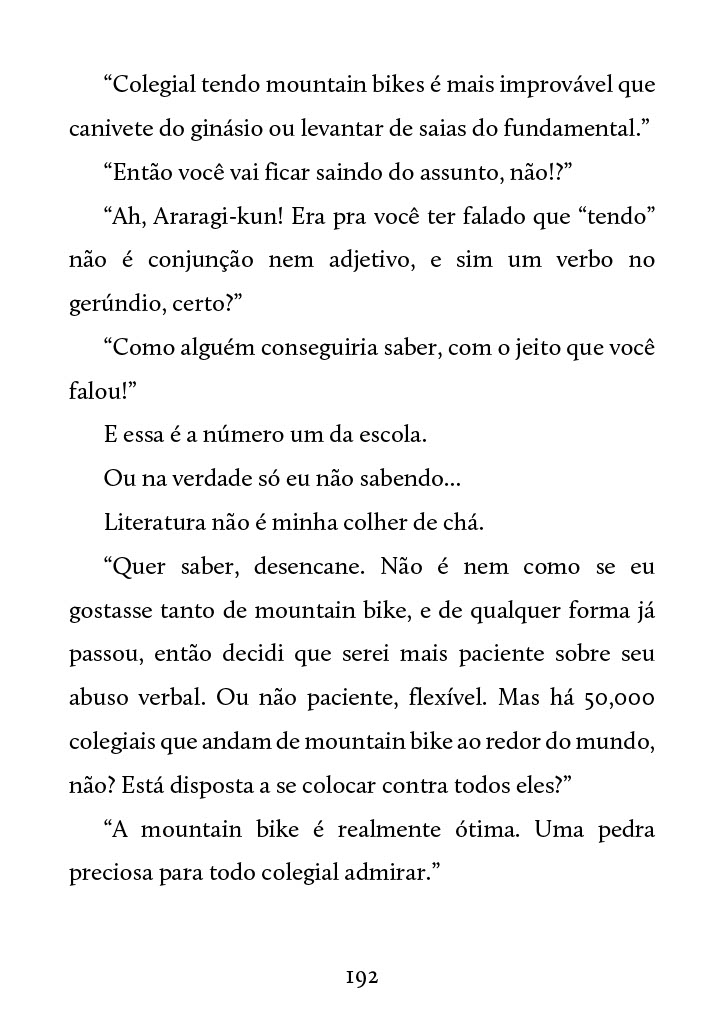 “Colegial tendo mountain bikes é mais improvável que
canivete do ginásio ou levantar de saias do fundamental.”
“Então você vai ficar saindo do assunto, não!?”
“Ah, Araragi-kun! Era pra você ter falado que “tendo”
não é conjunção nem adjetivo, e sim um verbo no
gerúndio, certo?”
“Como alguém conseguiria saber, com o jeito que você
falou!”
E essa é a número um da escola.
Ou na verdade só eu não sabendo...
Literatura não é minha colher de chá.
“Quer saber, desencane. Não é nem como se eu
gostasse tanto de mountain bike, e de qualquer forma já
passou, então decidi que serei mais paciente sobre seu
abuso verbal. Ou não paciente, flexível. Mas há 50,000
colegiais que andam de mountain bike ao redor do mundo,
não? Está disposta a se colocar contra todos eles?”
“A mountain bike é realmente ótima. Uma pedra
preciosa para todo colegial admirar.”
192